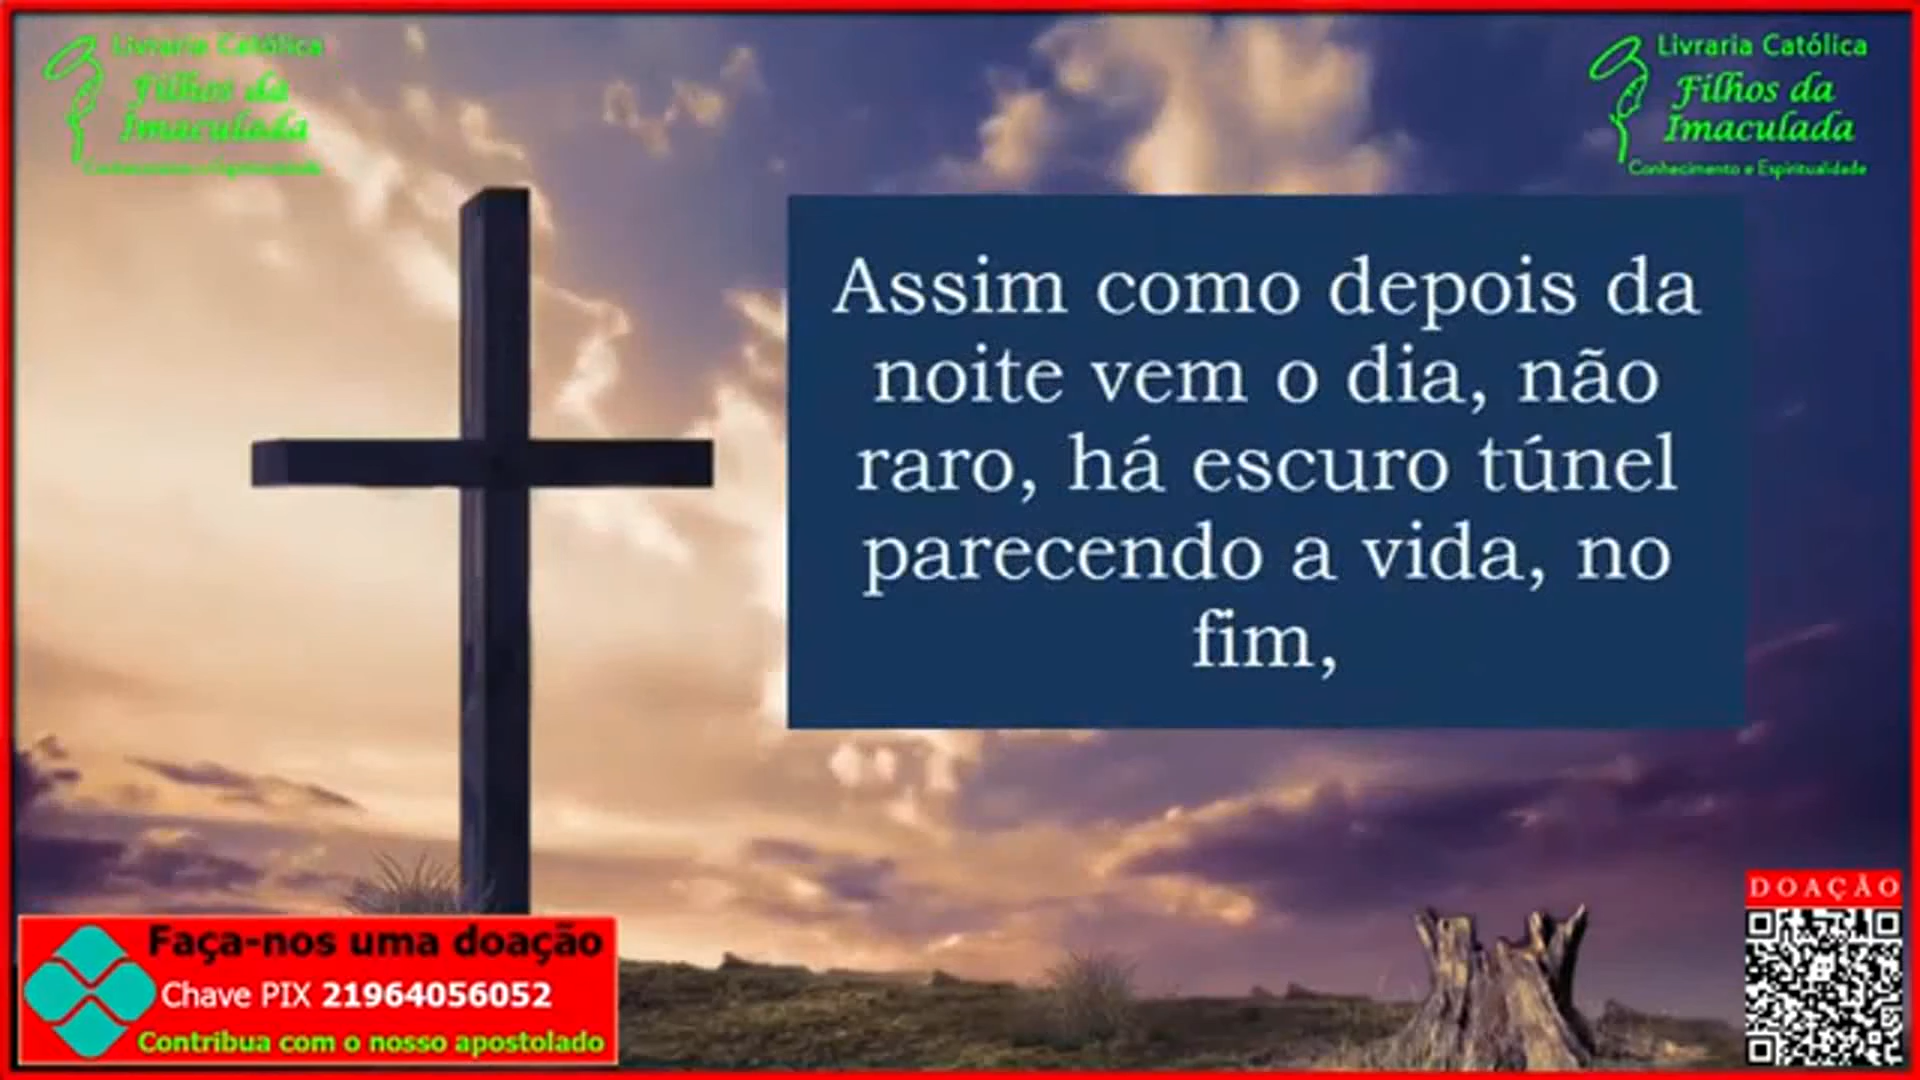 Livraria Católica
Filhos da
Imaculada
Conhecimento e Espiritualidade
Livraria Católica
Filhos da
Imaculada
Conhecimento e Espiritualidade
Assim como depois da
noite vem o dia, não
raro, há escuro túnel
parecendo a vida, no
fim,
DOAÇÃO
Faça-nos uma doação
Chave PIX 21964056052
Contribua com o nosso apostolado